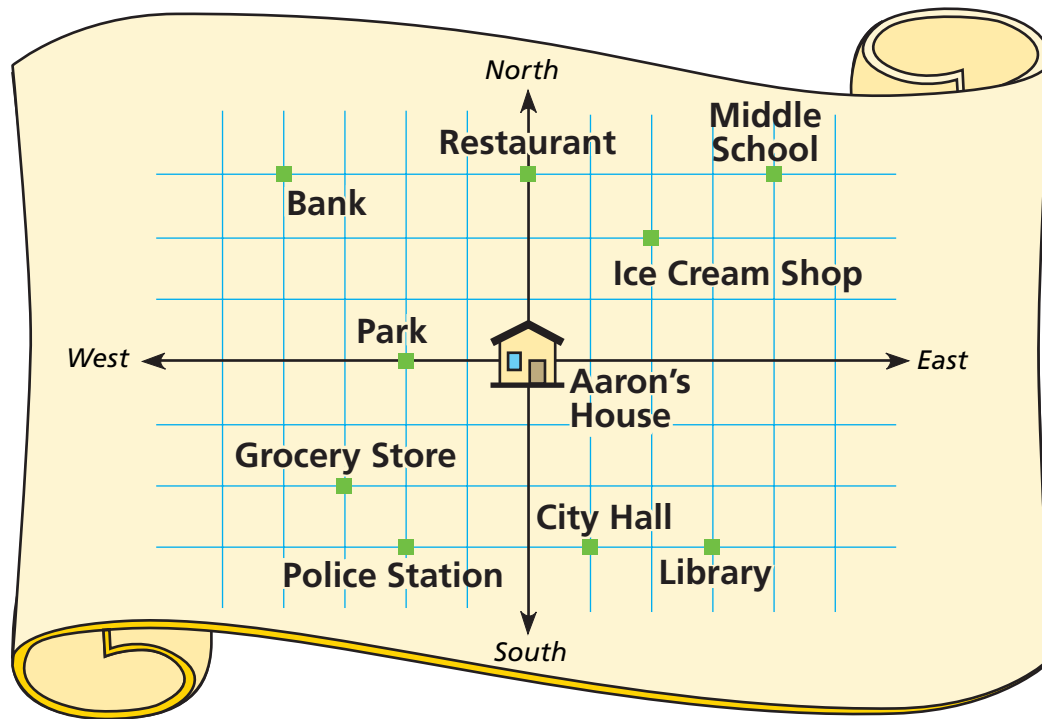 North
Middle
School
Restaurant
Bank
Ice Cream Shop
Park
West
East
Aaron's
House
Grocery Store
City Hall
Police Station
Library
South